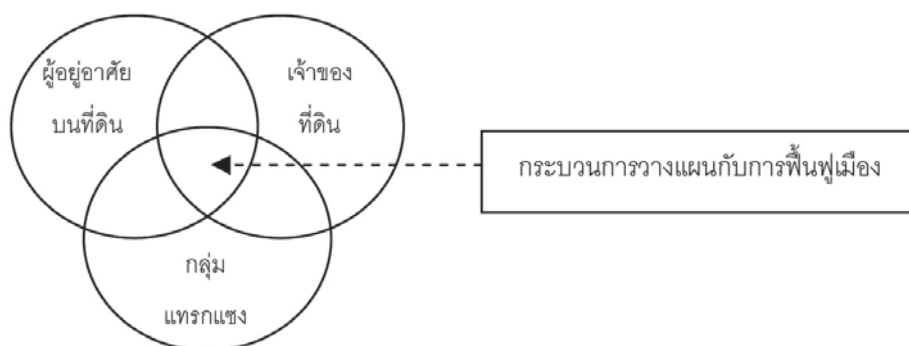 ผู้อยู่อาศัย
บนที่ดิน
เจ้าของ
ที่ดิน
กระบวนการวางแผนกับการฟื้นฟูเมือง
กลุ่ม
แทรกแซง